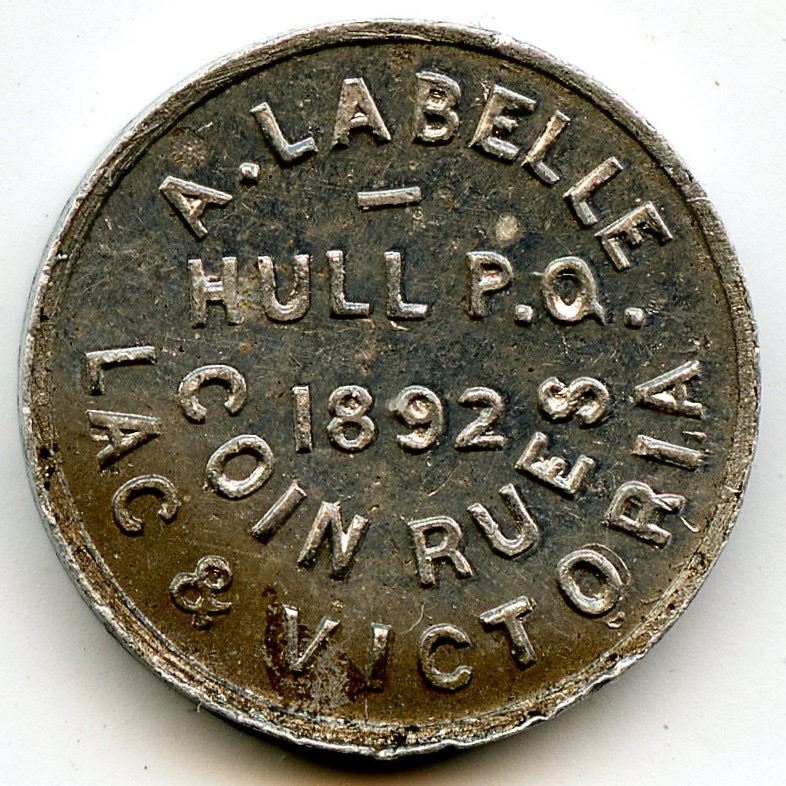 A. LABELLE
—
HULL P.Q.
1892
COIN RUES
LAC & VICTORIA